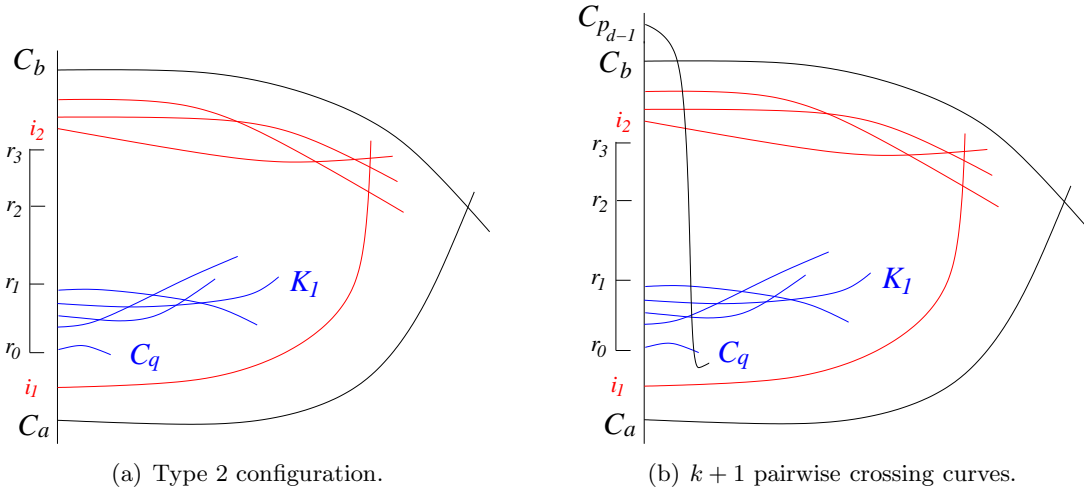 C_b
i_2
r_3
r_2
r_1
K_1
r_0
C_q
i_1
C_a
(a) Type 2 configuration.
C_{p_{d-1}}
C_b
i_2
r_3
r_2
r_1
K_1
r_0
C_q
i_1
C_a
(b) k + 1 pairwise crossing curves.